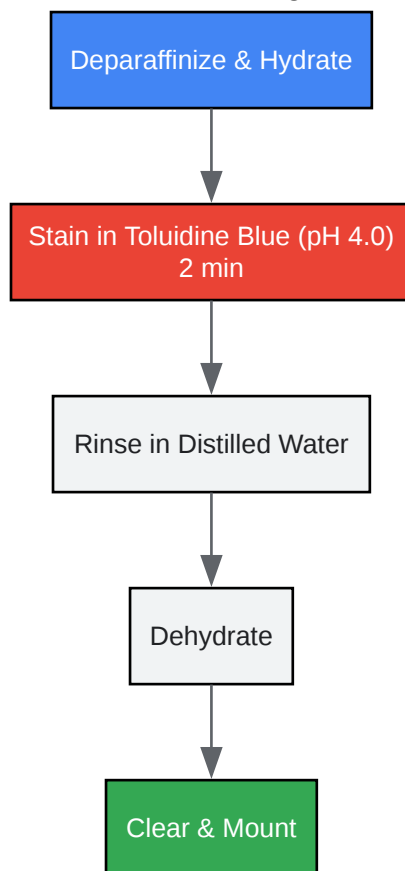 Deparaffinize & Hydrate
Stain in Toluidine Blue (pH 4.0)
2 min
Rinse in Distilled Water
Dehydrate
Clear & Mount